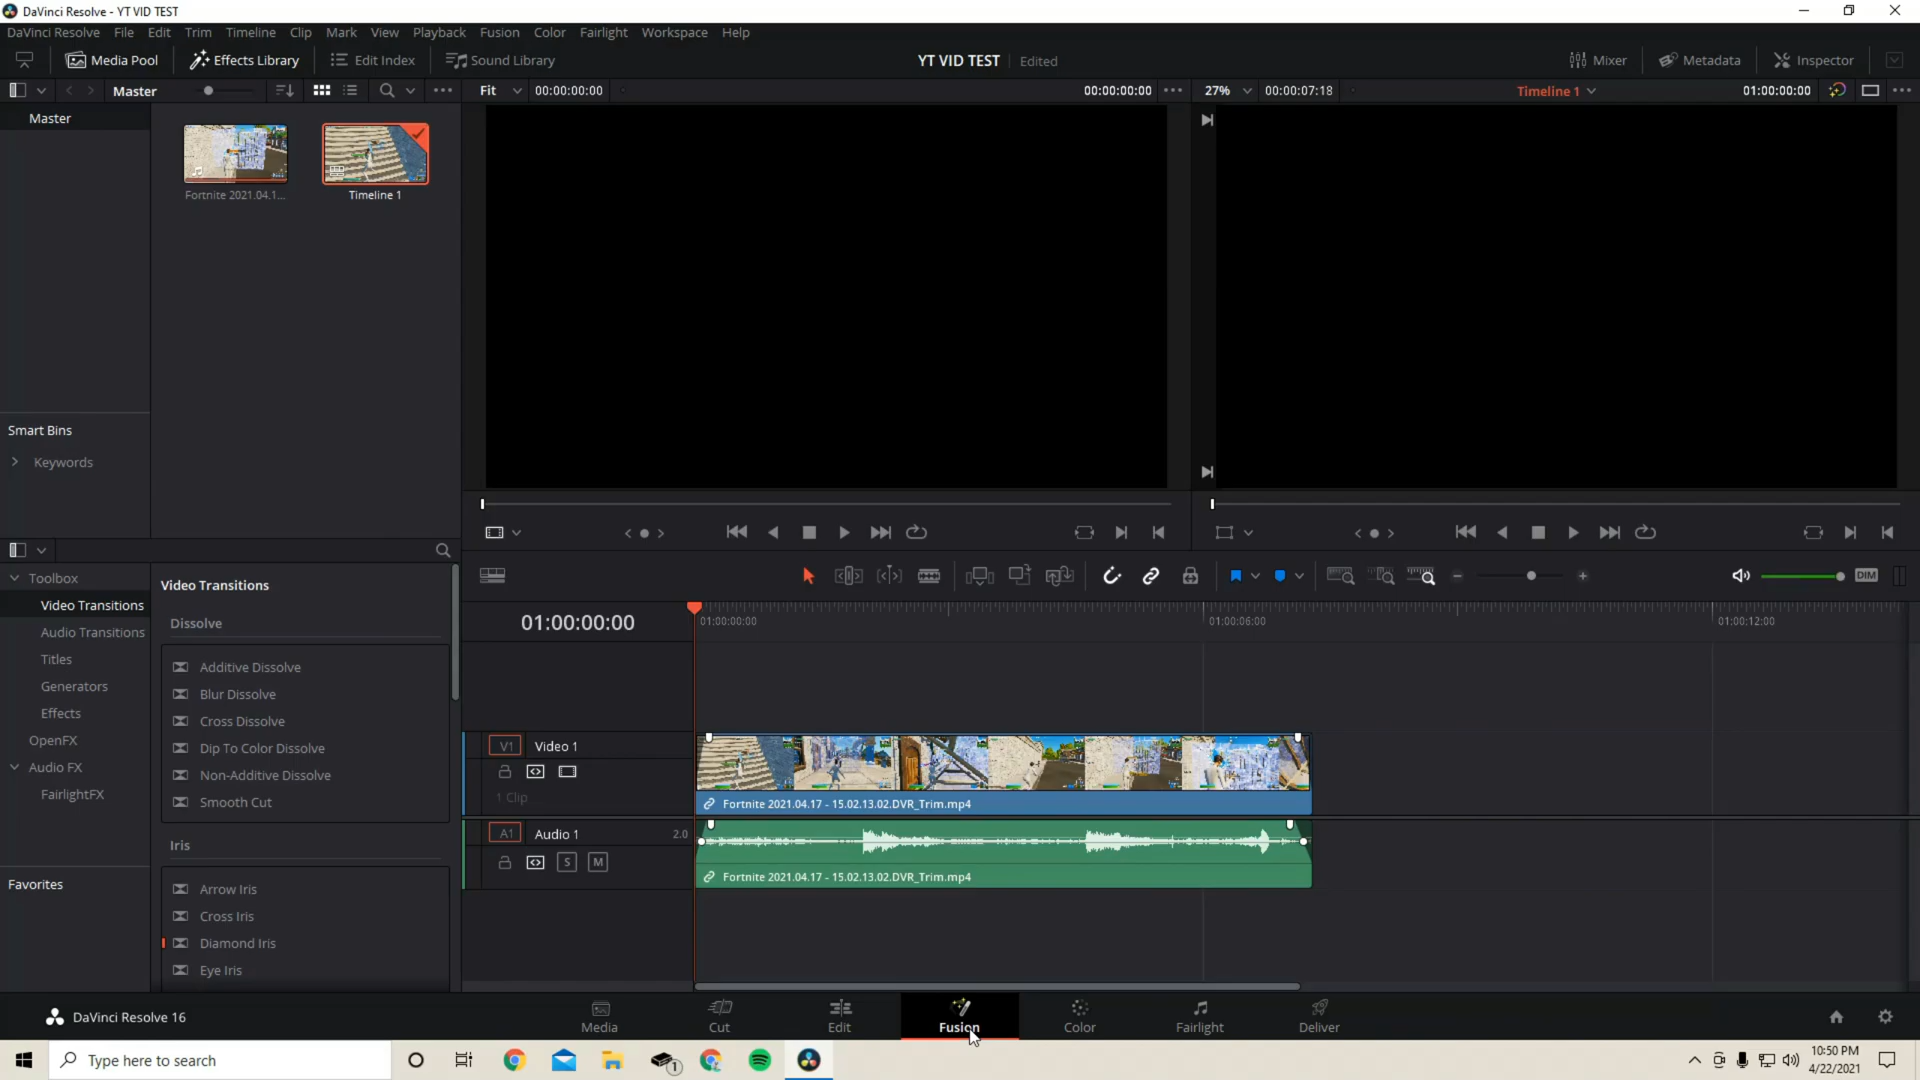 DaVinci Resolve - YT VID TEST
DaVinci Resolve File Edit Trim Timeline Clip Mark View Playback Fusion Color Fairlight Workspace Help
Media Pool Effects Library Edit Index Sound Library YT VID TEST Edited Mixer Metadata Inspector
Master Fit 00:00:00:00 00:00:00:00 27% 00:00:07:18 Timeline 1 01:00:00:00
Master
Fortnite 2021.04.1... Timeline 1
Smart Bins
Keywords
Toolbox
Video Transitions
Audio Transitions
Titles
Generators
Effects
OpenFX
Audio FX
FairlightFX
Favorites
Video Transitions
Dissolve
Additive Dissolve
Blur Dissolve
Cross Dissolve
Dip To Color Dissolve
Non-Additive Dissolve
Smooth Cut
Iris
Arrow Iris
Cross Iris
Diamond Iris
Eye Iris
DIM
01:00:00:00 01:00:00:00 01:00:06:00 01:00:12:00
V1 Video 1
1 Clip
Fortnite 2021.04.17 - 15.02.13.02.DVR_Trim.mp4
A1 Audio 1 2.0
S M
Fortnite 2021.04.17 - 15.02.13.02.DVR_Trim.mp4
DaVinci Resolve 16 Media Cut Edit Fusion Color Fairlight Deliver
Type here to search
1
10:50 PM
4/22/2021